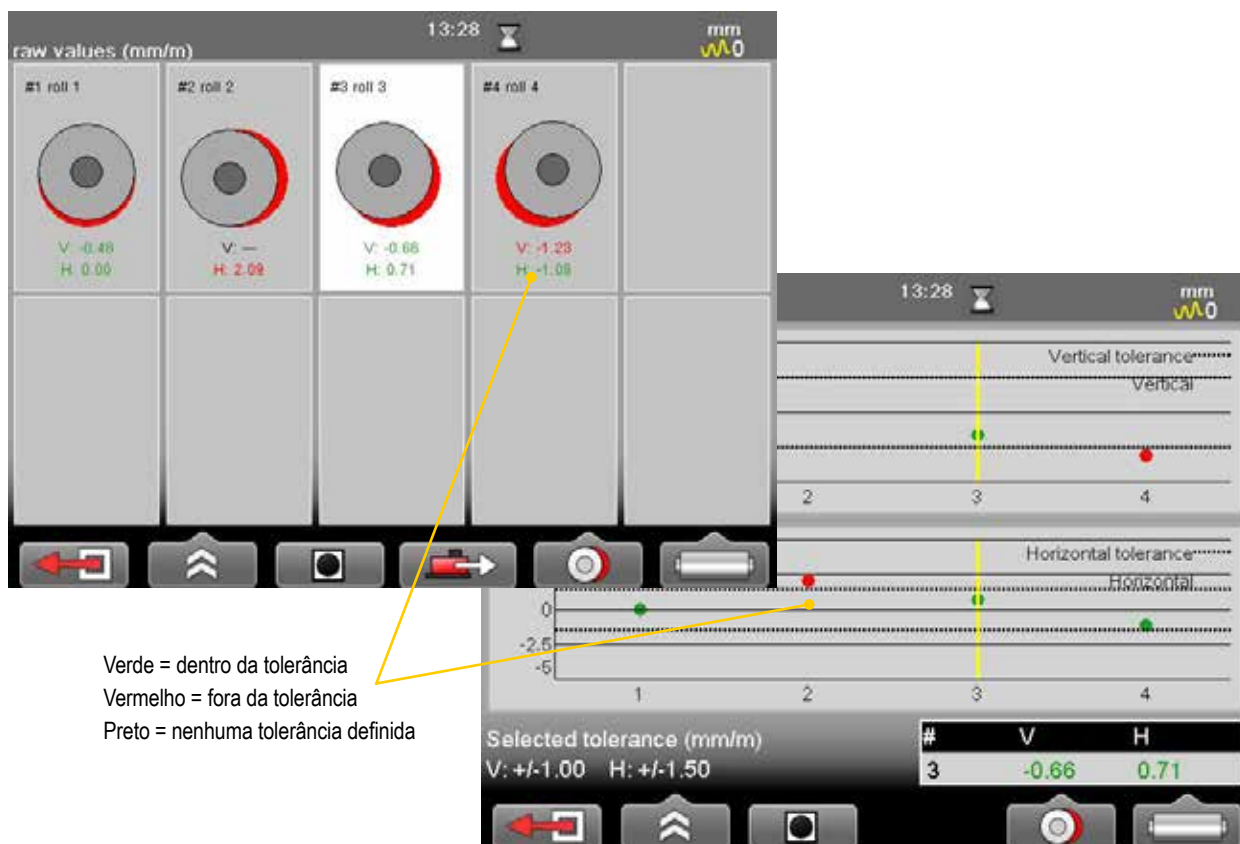 13:28
mm
raw values (mm/m)
0
#1 roll 1
#2 roll 2
#3 roll 3
#4 roll 4
V: -0.48
H: 0.00
V: ---
H: 2.09
V: -0.66
H: 0.71
V: -1.23
H: -1.09
13:28
mm
0
Vertical tolerance
Vertical
2
3
4
Horizontal tolerance
Horizontal
0
-2.5
-5
1
2
3
4
Verde = dentro da tolerância
Vermelho = fora da tolerância
Preto = nenhuma tolerância definida
Selected tolerance (mm/m)
V: +/-1.00 H: +/-1.50
# V H
3 -0.66 0.71